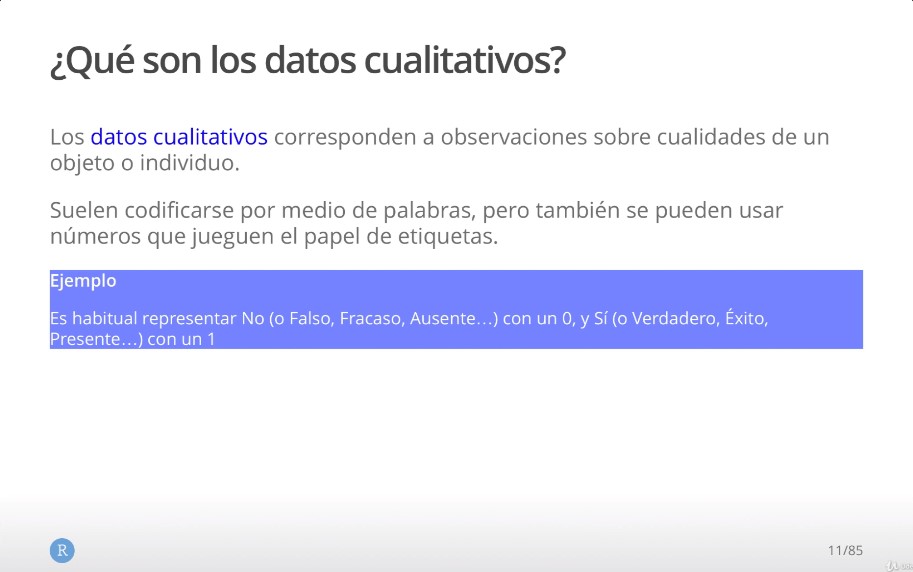 ¿Qué son los datos cualitativos?
Los datos cualitativos corresponden a observaciones sobre cualidades de un
objeto o individuo.
Suelen codificarse por medio de palabras, pero también se pueden usar
números que jueguen el papel de etiquetas.
Ejemplo
Es habitual representar No (o Falso, Fracaso, Ausente…) con un 0, y Sí (o Verdadero, Éxito,
Presente…) con un 1
R
11/85